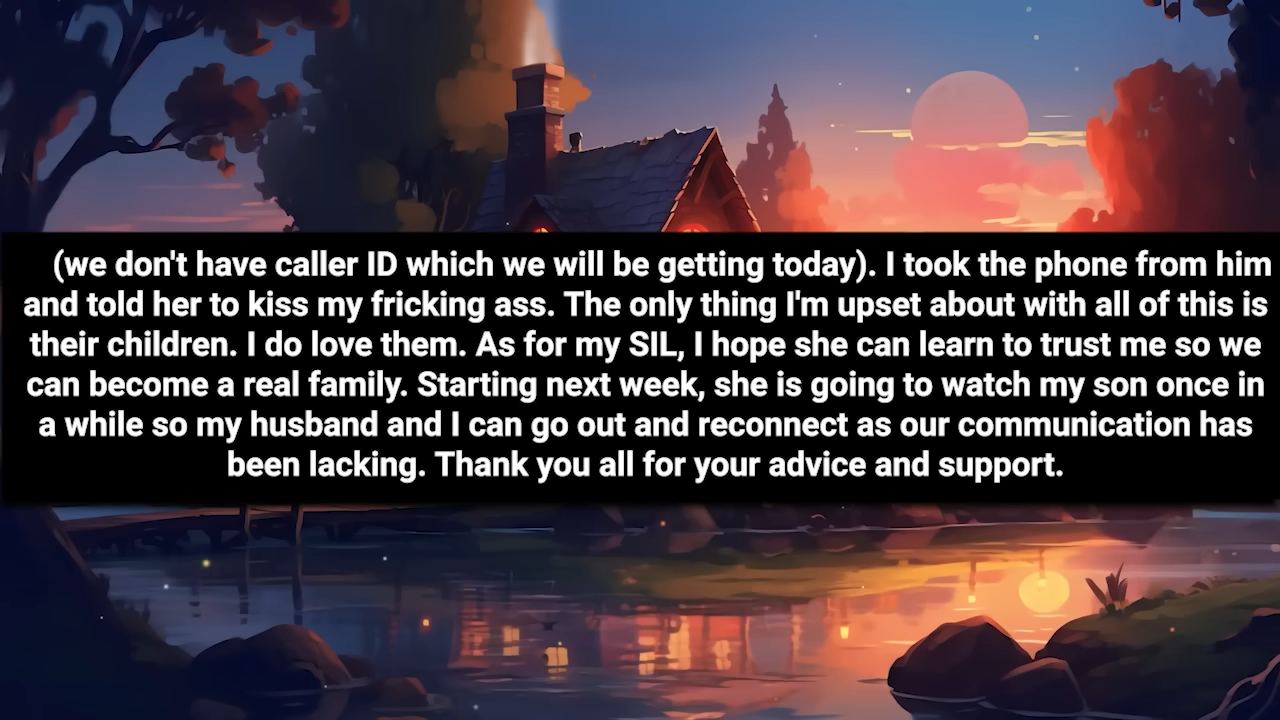 (we don't have caller ID which we will be getting today). I took the phone from him
and told her to kiss my fricking ass. The only thing I'm upset about with all of this is
their children. I do love them. As for my SIL, I hope she can learn to trust me so we
can become a real family. Starting next week, she is going to watch my son once in
a while so my husband and I can go out and reconnect as our communication has
been lacking. Thank you all for your advice and support.